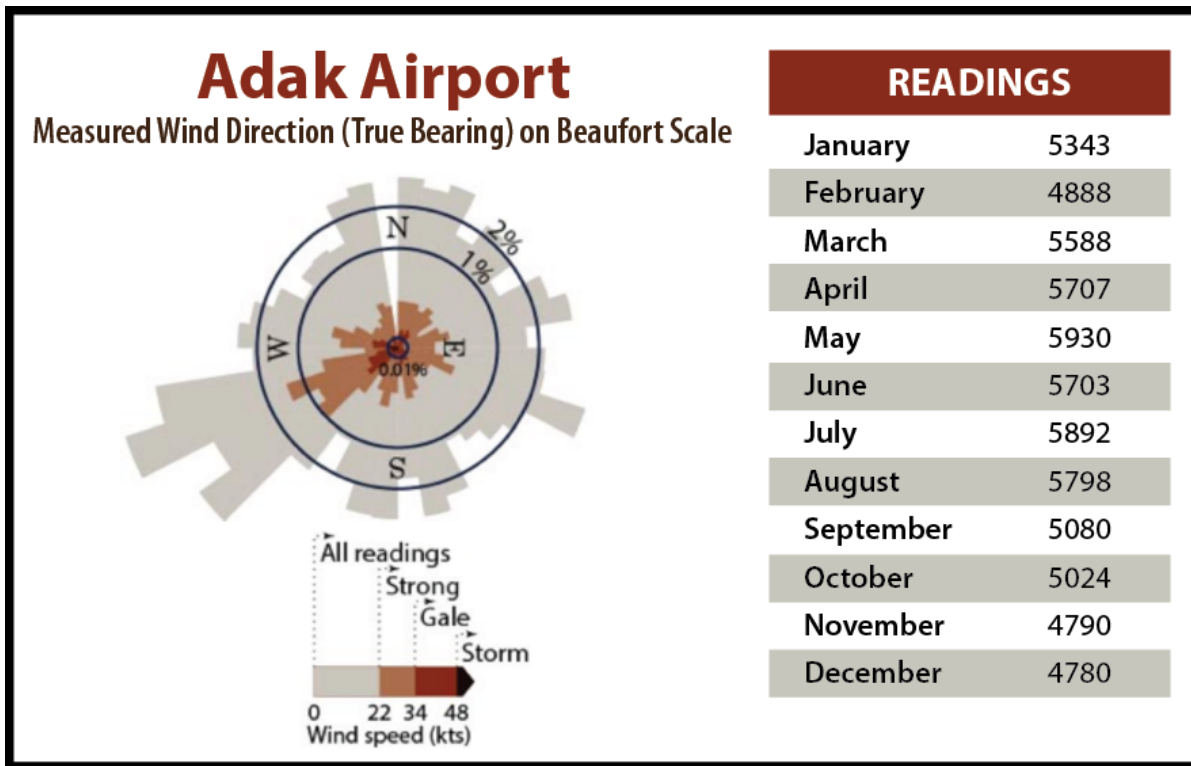 Adak Airport
Measured Wind Direction (True Bearing) on Beaufort Scale
N
2%
1%
W
E
0.01%
S
All readings
Strong
Gale
Storm
0 22 34 48
Wind speed (kts)
READINGS
January 5343
February 4888
March 5588
April 5707
May 5930
June 5703
July 5892
August 5798
September 5080
October 5024
November 4790
December 4780